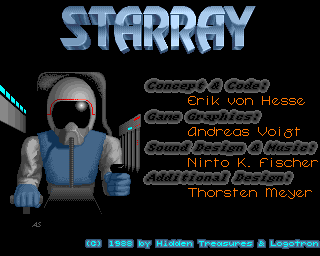 STARRAY
Concept & Code:
Erik von Hesse
Game Graphics:
Andreas Voigt
Sound Design & Music:
Nirto K. Fischer
Additional Design:
Thorsten Meyer
AS
(C) 1988 by Hidden Treasures & Logotron